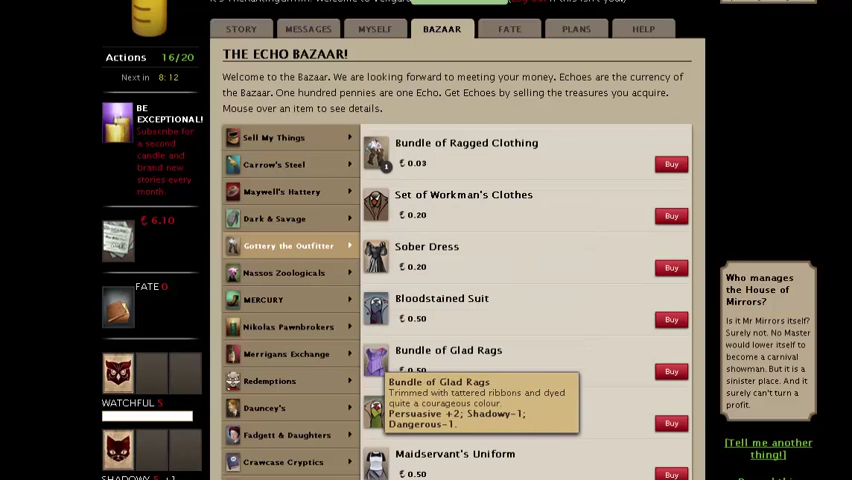 STORY MESSAGES MYSELF BAZAAR FATE PLANS HELP
Actions 16/20
Next in 8:12
BE
EXCEPTIONAL!
Subscribe for
a second
candle and
brand new
stories every
month.
£ 6.10
FATE 0
WATCHFUL 5
THE ECHO BAZAAR!
Welcome to the Bazaar. We are looking forward to meeting your money. Echoes are the currency of
the Bazaar. One hundred pennies are one Echo. Get Echoes by selling the treasures you acquire.
Mouse over an item to see details.
Sell My Things
Carrow's Steel
Maywell's Hattery
Dark & Savage
Gottery the Outfitter
Nassos Zoologicals
MERCURY
Nikolas Pawnbrokers
Merrigans Exchange
Redemptions
Dauncey's
Fadgett & Daughters
Crawcase Cryptics
Bundle of Ragged Clothing
1
£ 0.03
Buy
Set of Workman's Clothes
£ 0.20
Buy
Sober Dress
£ 0.20
Buy
Bloodstained Suit
£ 0.50
Buy
Bundle of Glad Rags
£ 0.50
Buy
Bundle of Glad Rags
Trimmed with tattered ribbons and dyed
quite a courageous colour.
Persuasive +2; Shadowy-1;
Dangerous-1.
Buy
Maidservant's Uniform
£ 0.50
Buy
Who manages
the House of
Mirrors?
Is it Mr Mirrors itself?
Surely not. No Master
would lower itself to
become a carnival
showman. But it is a
sinister place. And it
surely can't turn a
profit.
[Tell me another
thing!]